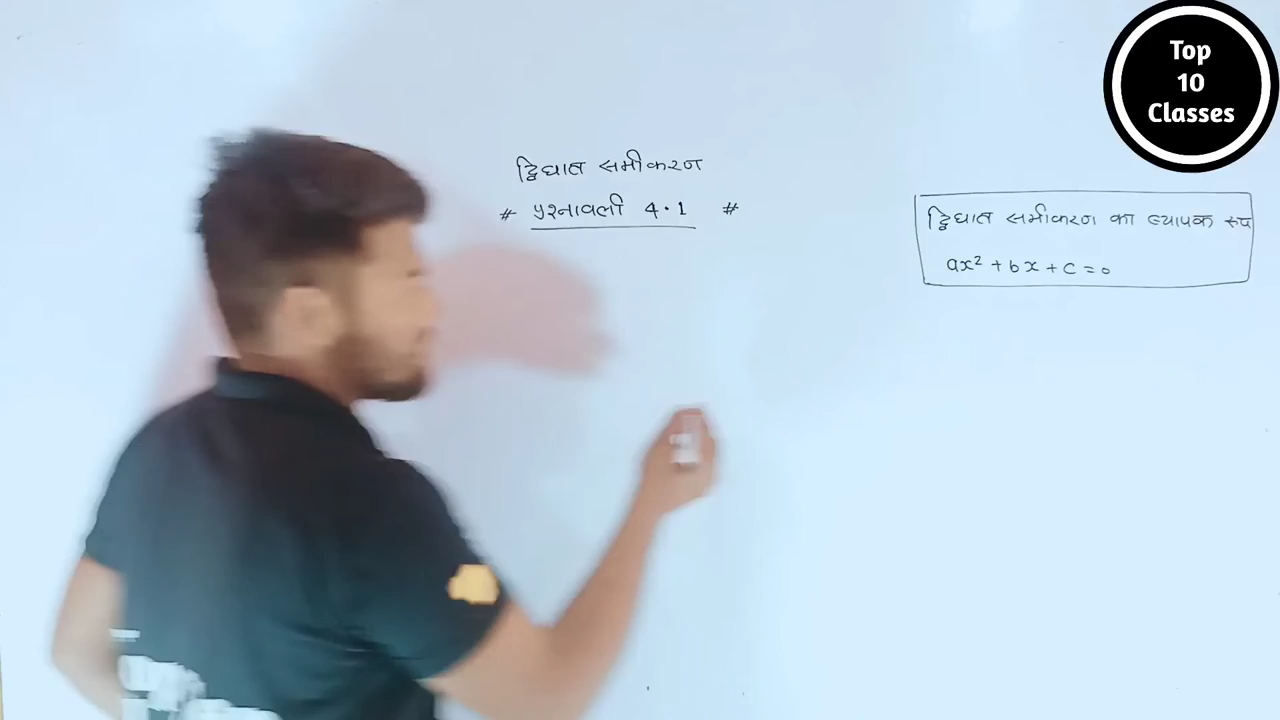 Top
10
Classes
द्विघात समीकरण
# प्रश्नावली 4.1 #
द्विघात समीकरण का व्यापक रूप
ax² + bx + c = 0